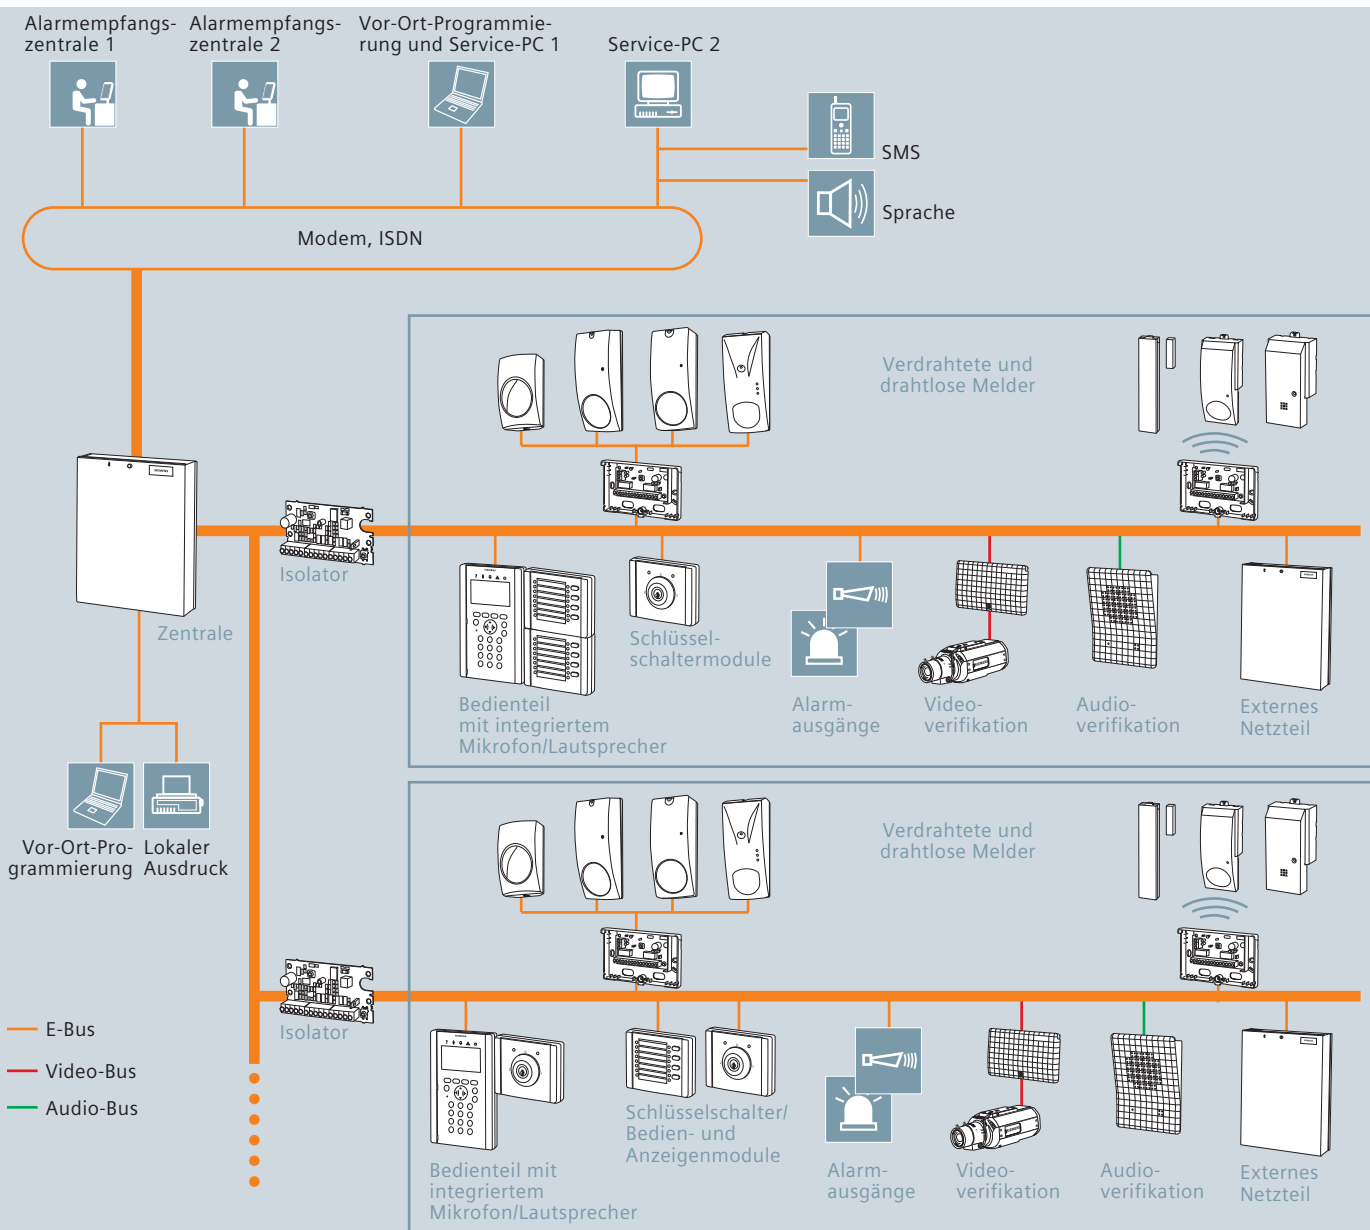 Alarmempfangs-
zentrale 1
Alarmempfangs-
zentrale 2
Vor-Ort-Programmie-
rung und Service-PC 1
Service-PC 2
SMS
Sprache
Modem, ISDN
Verdrahtete und
drahtlose Melder
Isolator
Zentrale
Schlüssel-
schaltermodule
Bedienteil
mit integriertem
Mikrofon/Lautsprecher
Alarm-
ausgänge
Video-
verifikation
Audio-
verifikation
Externes
Netzteil
Vor-Ort-Pro-
grammierung
Lokaler
Ausdruck
Verdrahtete und
drahtlose Melder
Isolator
E-Bus
Video-Bus
Audio-Bus
Bedienteil mit
integriertem
Mikrofon/Lautsprecher
Schlüsselschalter/
Bedien- und
Anzeigenmodule
Alarm-
ausgänge
Video-
verifikation
Audio-
verifikation
Externes
Netzteil